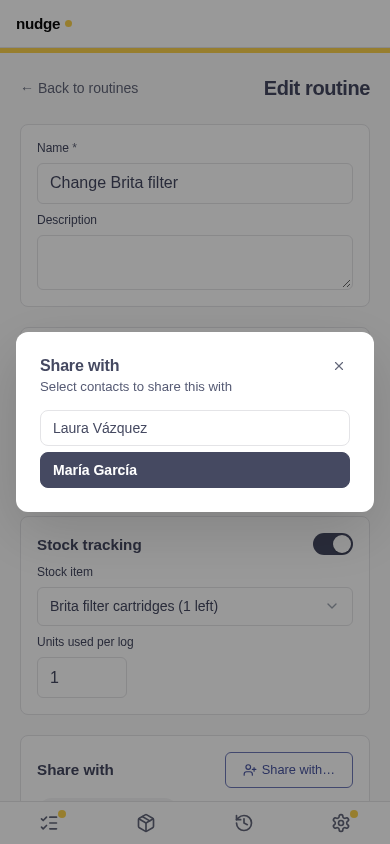 nudge
← Back to routines
Edit routine
Name *
Change Brita filter
Description
Share with
Select contacts to share this with
Laura Vázquez
María García
Stock tracking
Stock item
Brita filter cartridges (1 left)
Units used per log
1
Share with
Share with…